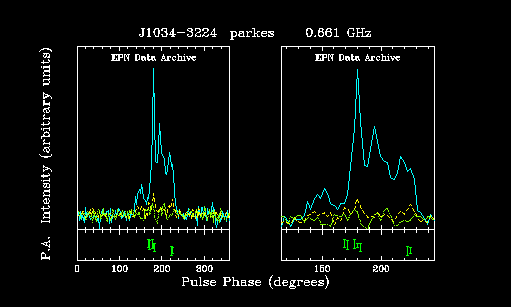 J1034-3224 parkes 0.661 GHz
EPN Data Archive EPN Data Archive
Intensity (arbitrary units)
P.A.
0 100 200 300 160 200
Pulse Phase (degrees)